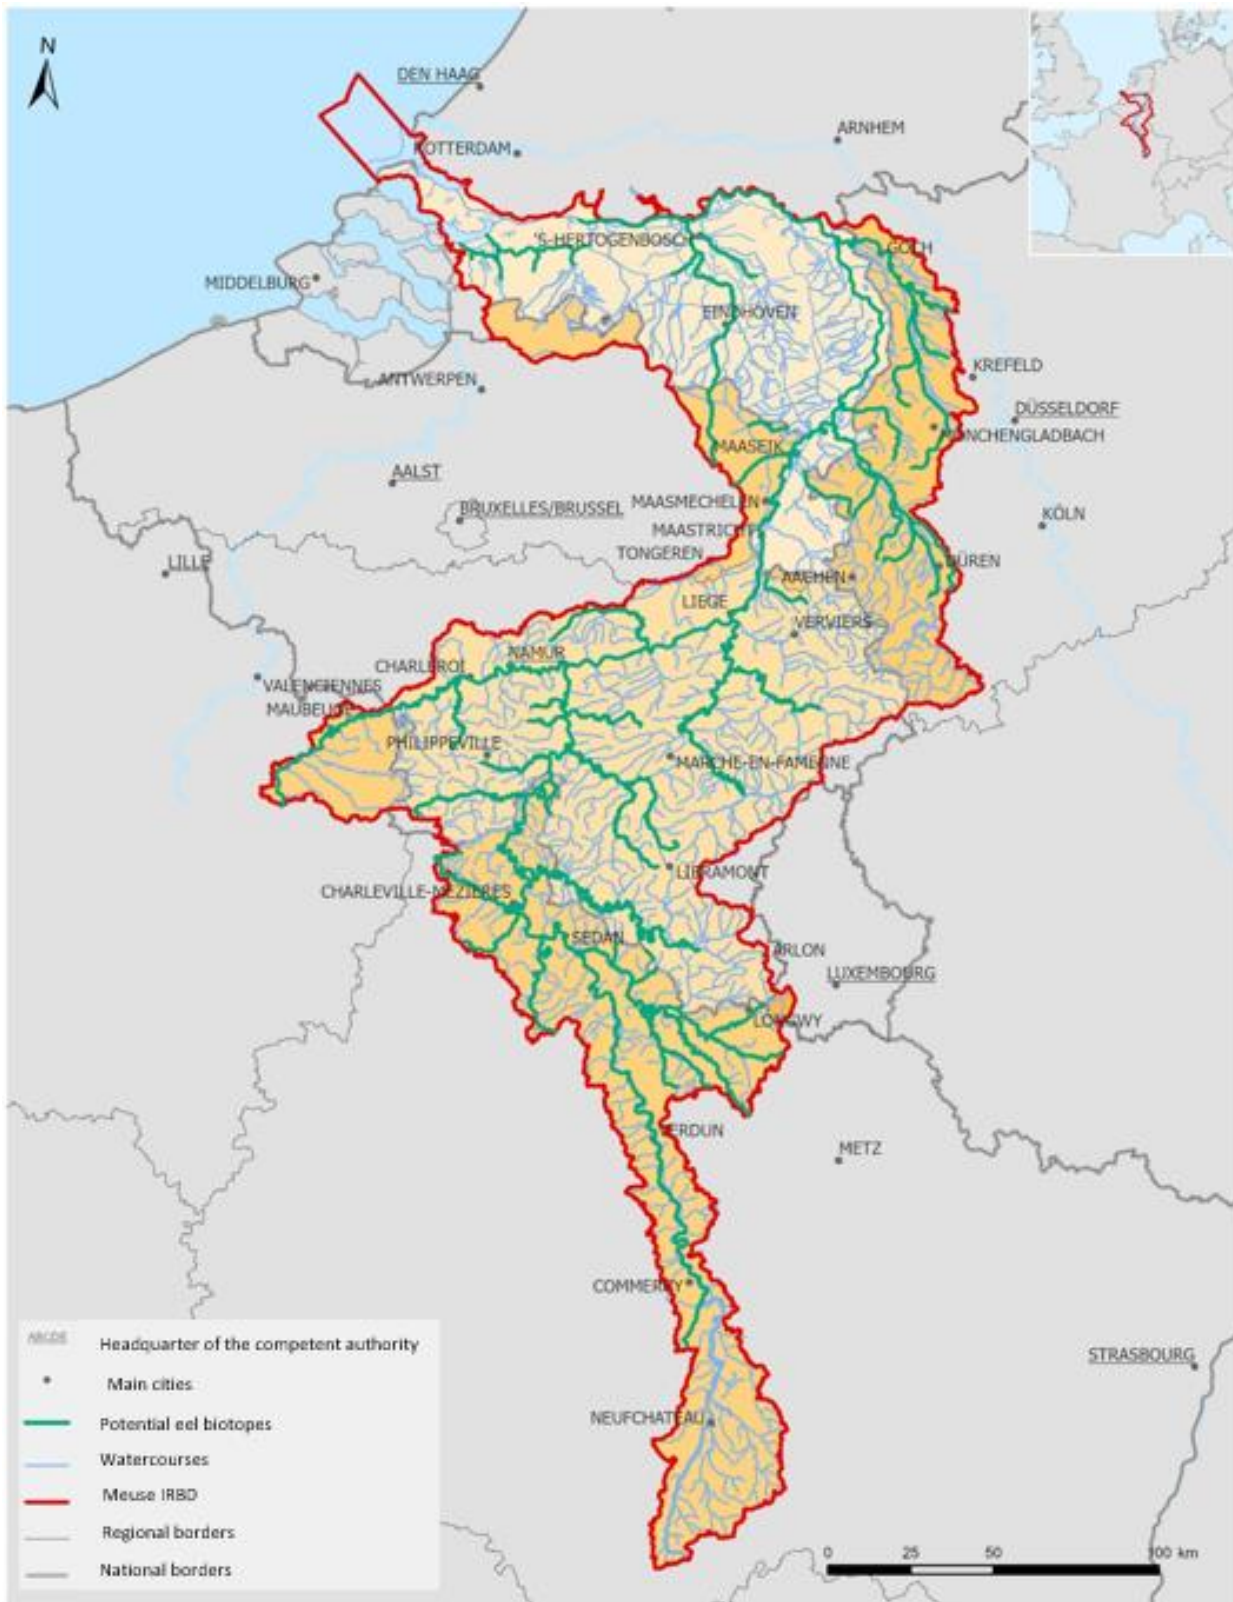 N
DEN HAAG
ARNHEM
ROTTERDAM
'S-HERTOGENBOSCH
GOCH
MIDDELBURG
EINDHOVEN
KREFELD
ANTWERPEN
DÜSSELDORF
MÖNCHENGLADBACH
MAASEIK
AALST
MAASMECHELEN
BRUXELLES/BRUSSEL
KÖLN
MAASTRICHT
TONGEREN
LILLE
AACHEN
DÜREN
LIEGE
VERVIERS
NAMUR
CHARLEROI
VALENCIENNES
MAUBEUGE
PHILIPPEVILLE
MARCHE-EN-FAMENNE
LIBRAMONT
CHARLEVILLE-MEZIERES
SEDAN
ARLON
LUXEMBOURG
LONGWY
VERDUN
METZ
COMMERCY
STRASBOURG
NEUFCHATEAU
ABCDE Headquarter of the competent authority
Main cities
Potential eel biotopes
Watercourses
Meuse IRBD
Regional borders
National borders
0 25 50 100 km